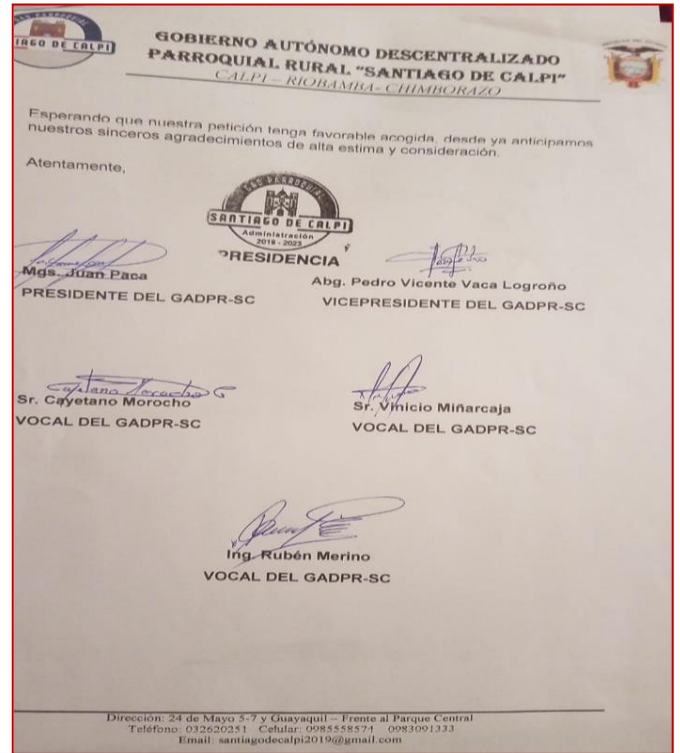 IAGO DE CALPI
GOBIERNO AUTÓNOMO DESCENTRALIZADO
PARROQUIAL RURAL "SANTIAGO DE CALPI"
CALPI – RIOBAMBA- CHIMBORAZO
Esperando que nuestra petición tenga favorable acogida, desde ya anticipamos
nuestros sinceros agradecimientos de alta estima y consideración.
Atentamente,
GAD PARROQUIAL
SANTIAGO DE CALPI
Administración
2019 - 2023
PRESIDENCIA
Mgs. Juan Paca
PRESIDENTE DEL GADPR-SC
Abg. Pedro Vicente Vaca Logroño
VICEPRESIDENTE DEL GADPR-SC
Cayetano Morocho G
Sr. Cayetano Morocho
VOCAL DEL GADPR-SC
Sr. Vinicio Miñarcaja
VOCAL DEL GADPR-SC
Ing. Rubén Merino
VOCAL DEL GADPR-SC
Dirección: 24 de Mayo 5-7 y Guayaquil – Frente al Parque Central
Teléfono: 032620251 Celular: 0985558574 0983091333
Email: santiagodecalpi2019@gmail.com